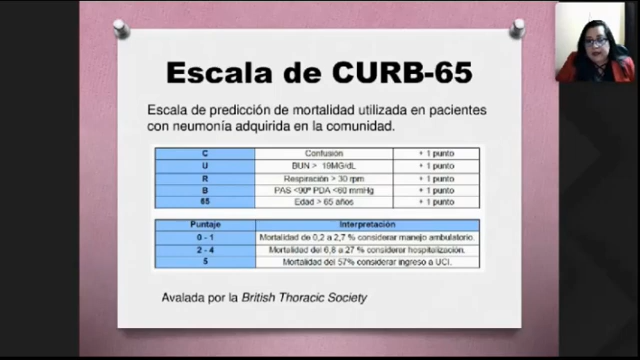 Escala de CURB-65
Escala de predicción de mortalidad utilizada en pacientes
con neumonía adquirida en la comunidad.
C Confusión + 1 punto
U BUN > 19MG/dL + 1 punto
R Respiración > 30 rpm + 1 punto
B PAS <90º PDA <60 mmHg + 1 punto
65 Edad > 65 años + 1 punto
Puntaje Interpretación
0 - 1 Mortalidad de 0,2 a 2,7 % considerar manejo ambulatorio.
2 - 4 Mortalidad del 6,8 a 27 % considerar hospitalización.
5 Mortalidad del 57% considerar ingreso a UCI.
Avalada por la British Thoracic Society